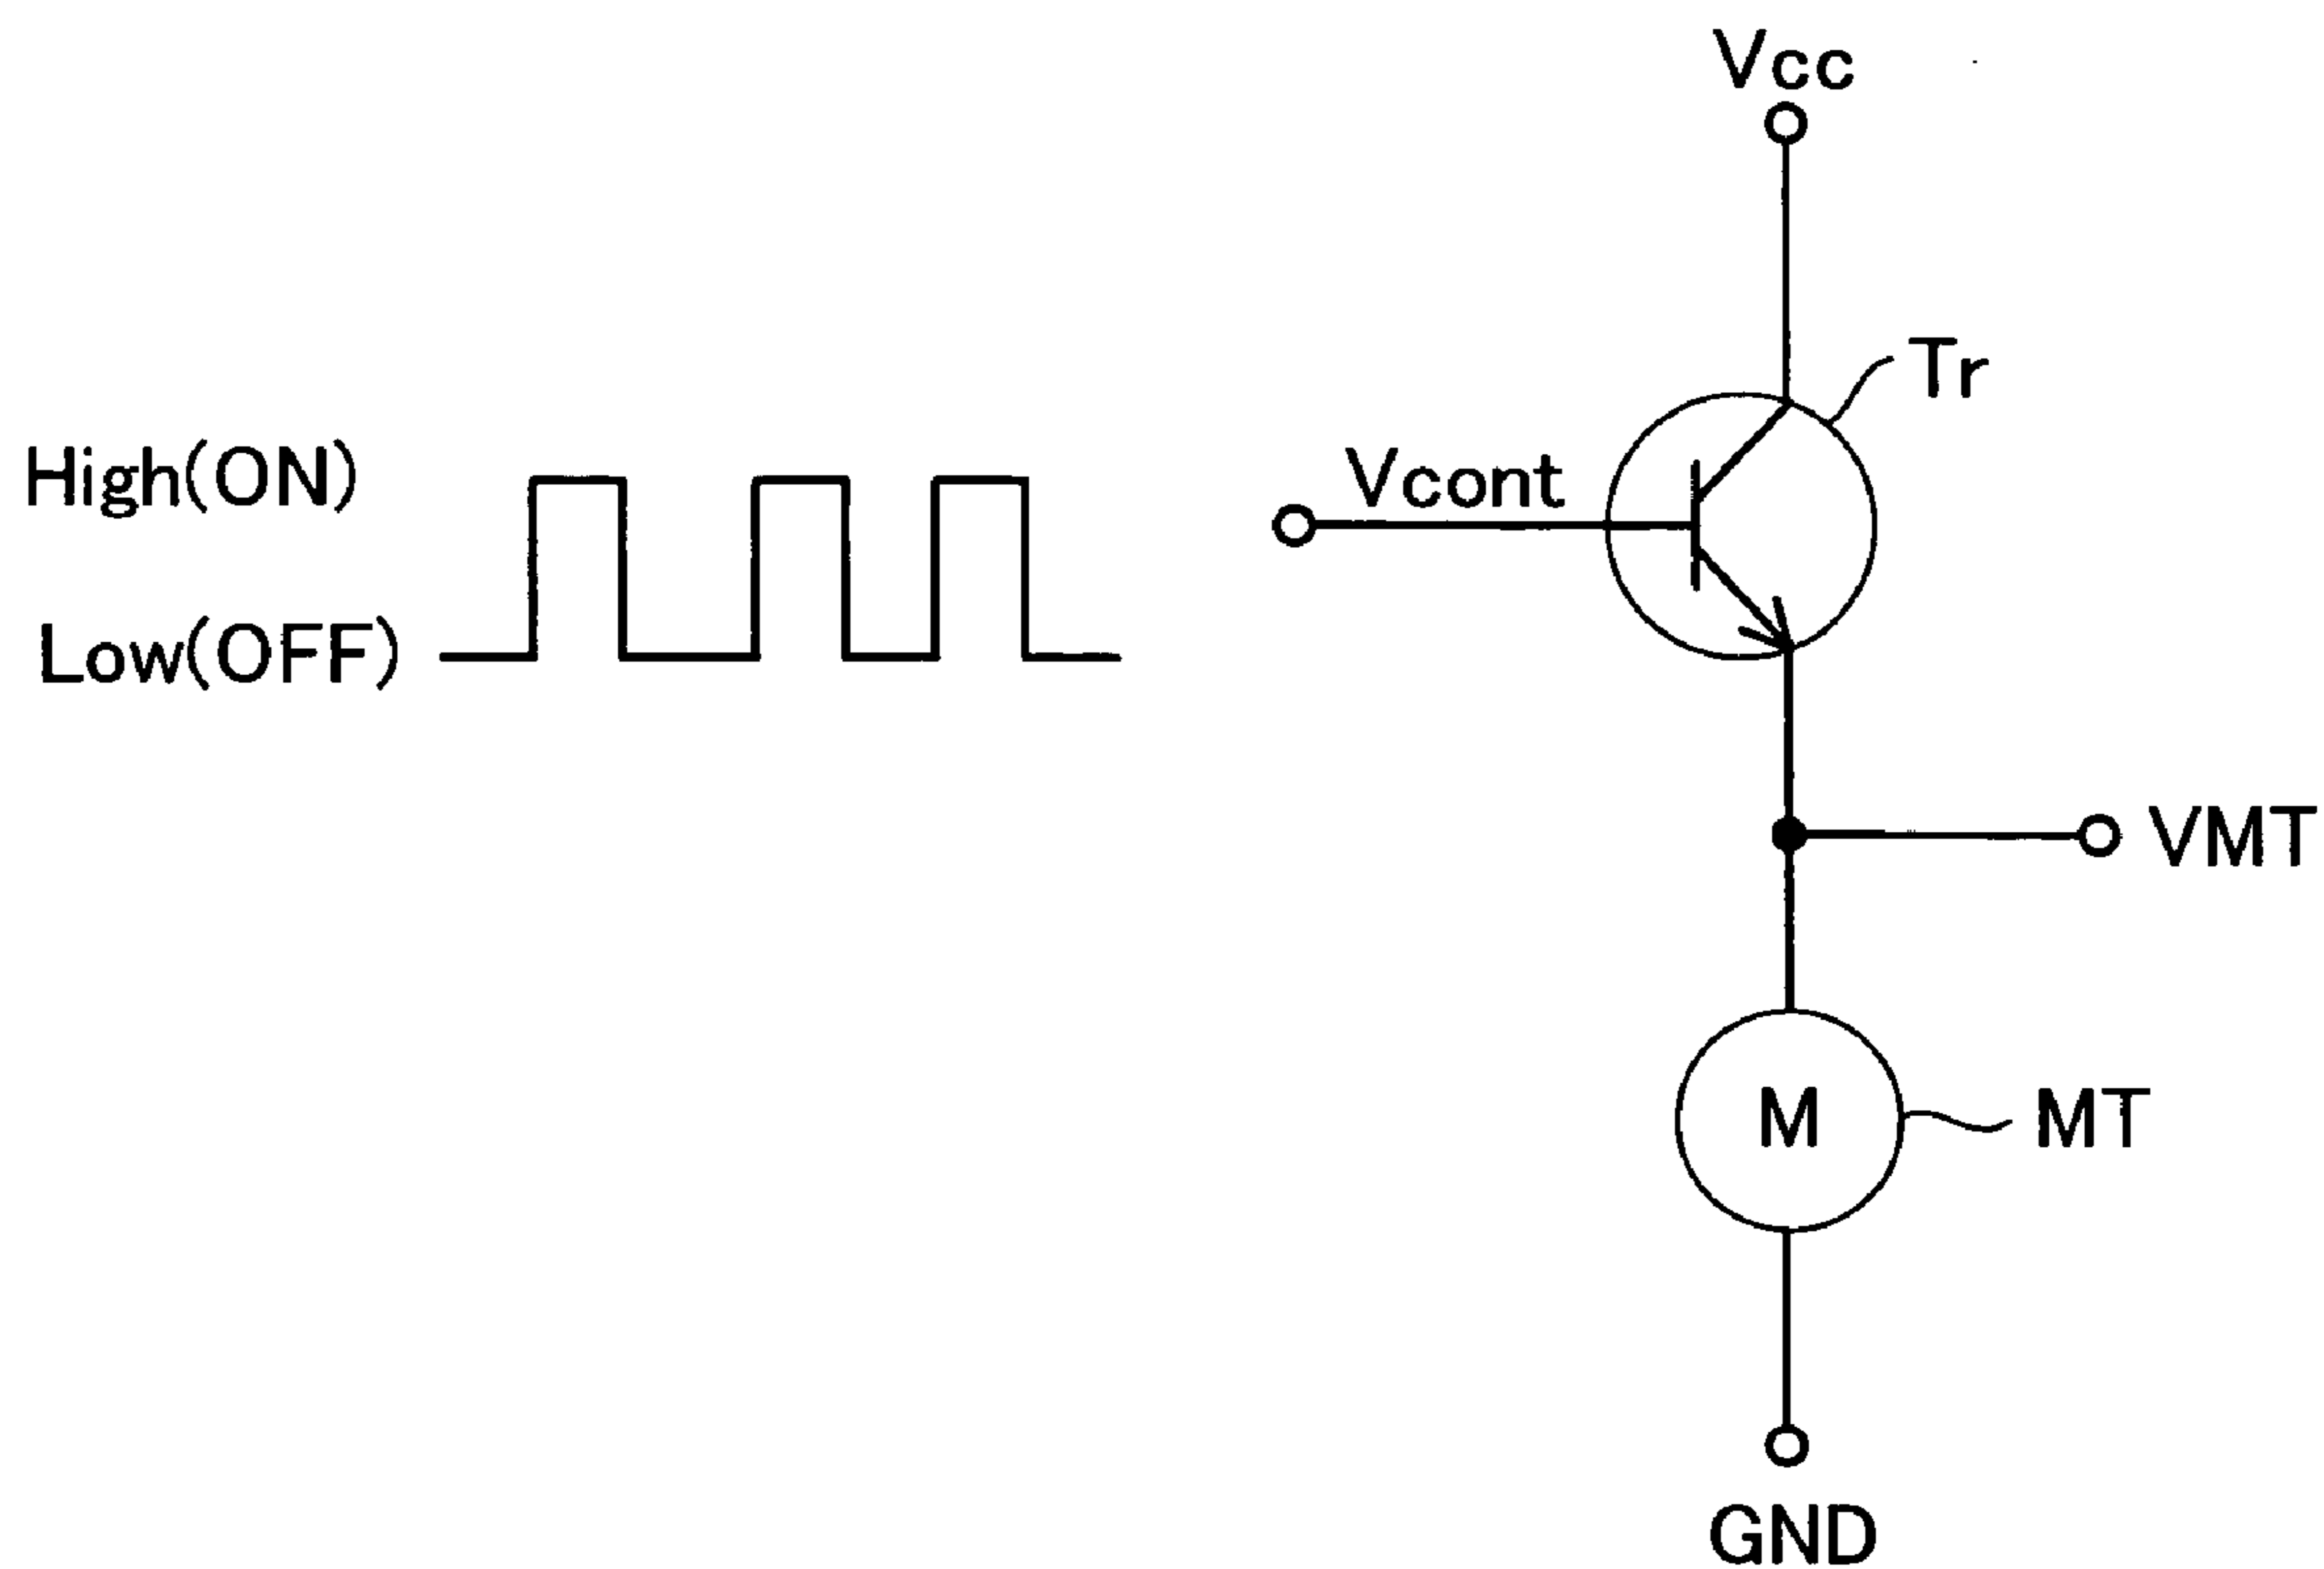 Vcc
Tr
High(ON)
Vcont
Low(OFF)
VMT
M
MT
GND